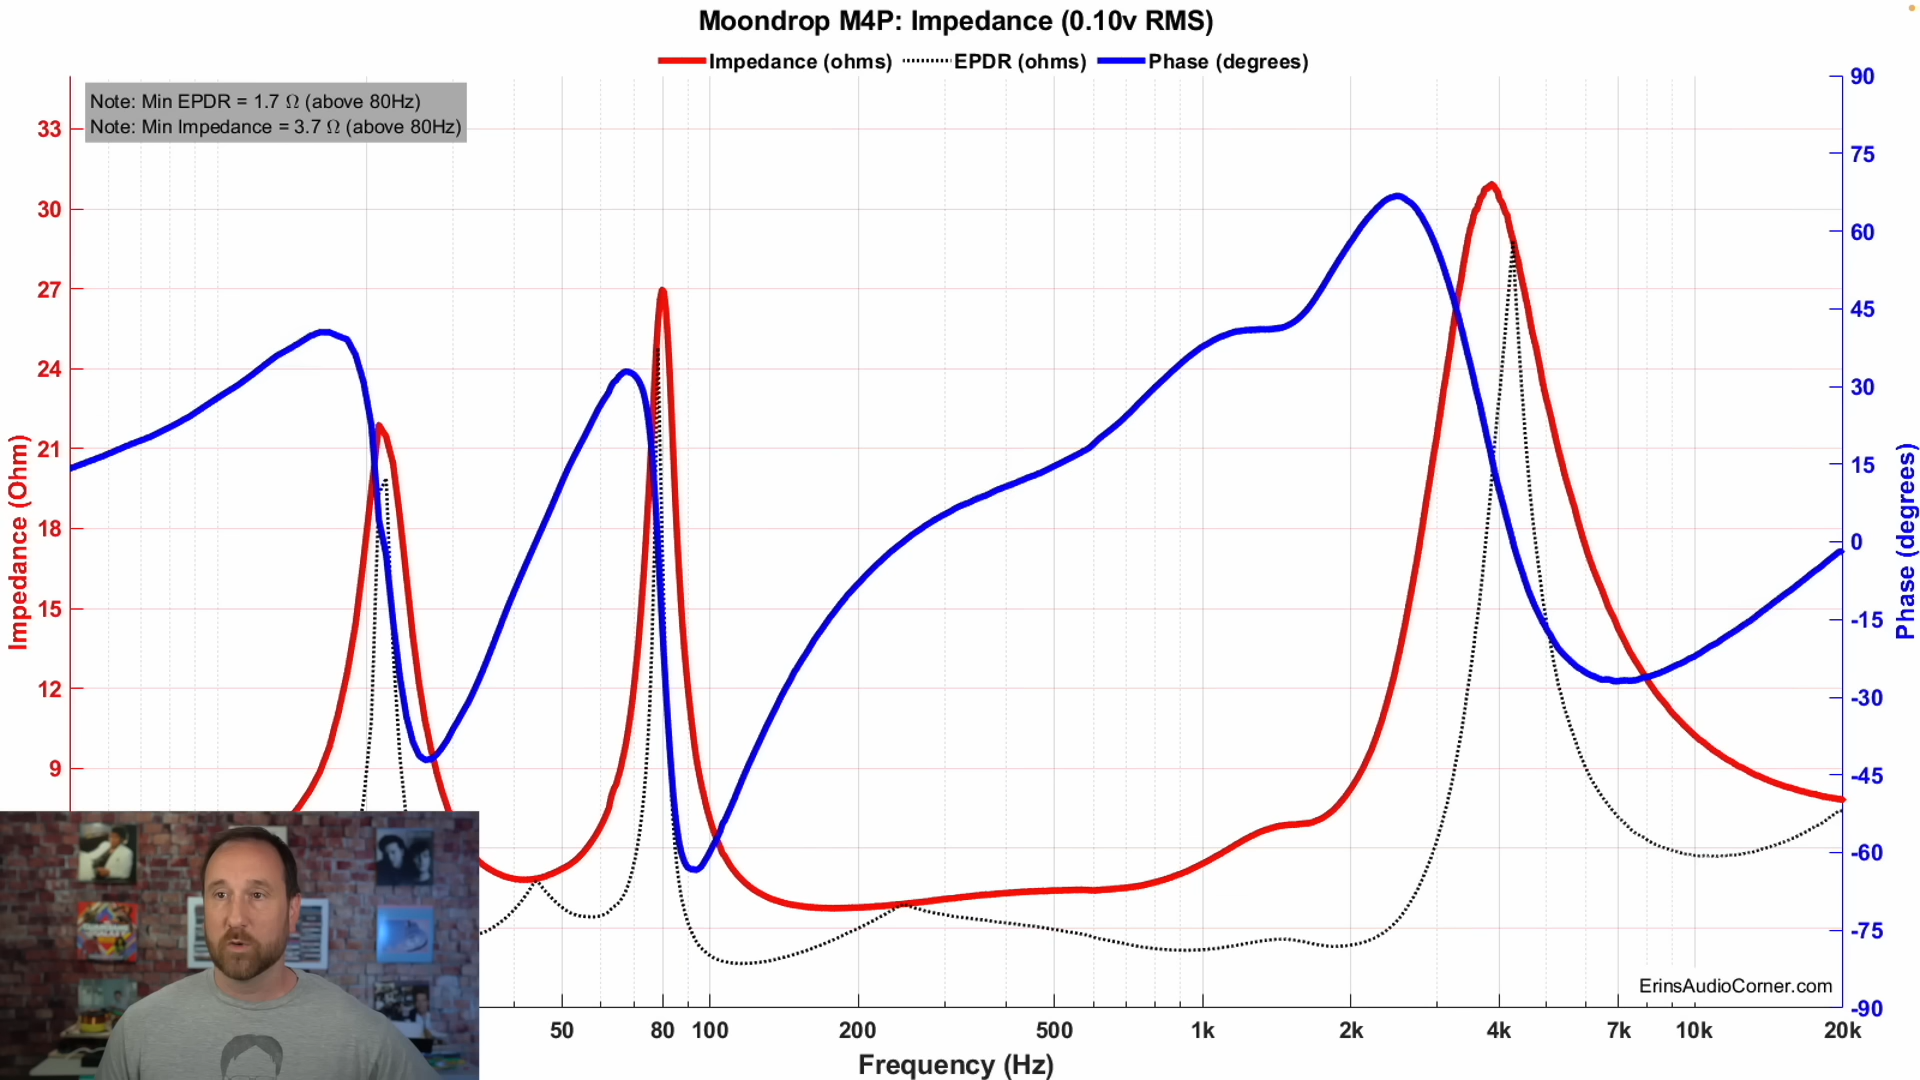 Moondrop M4P: Impedance (0.10v RMS)
Impedance (ohms) EPDR (ohms) Phase (degrees)
Note: Min EPDR = 1.7 Ω (above 80Hz)
Note: Min Impedance = 3.7 Ω (above 80Hz)
33
30
27
24
21
18
15
12
9
Impedance (Ohm)
90
75
60
45
30
15
0
-15
-30
-45
-60
-75
-90
Phase (degrees)
ErinsAudioCorner.com
50 80 100 200 500 1k 2k 4k 7k 10k 20k
Frequency (Hz)